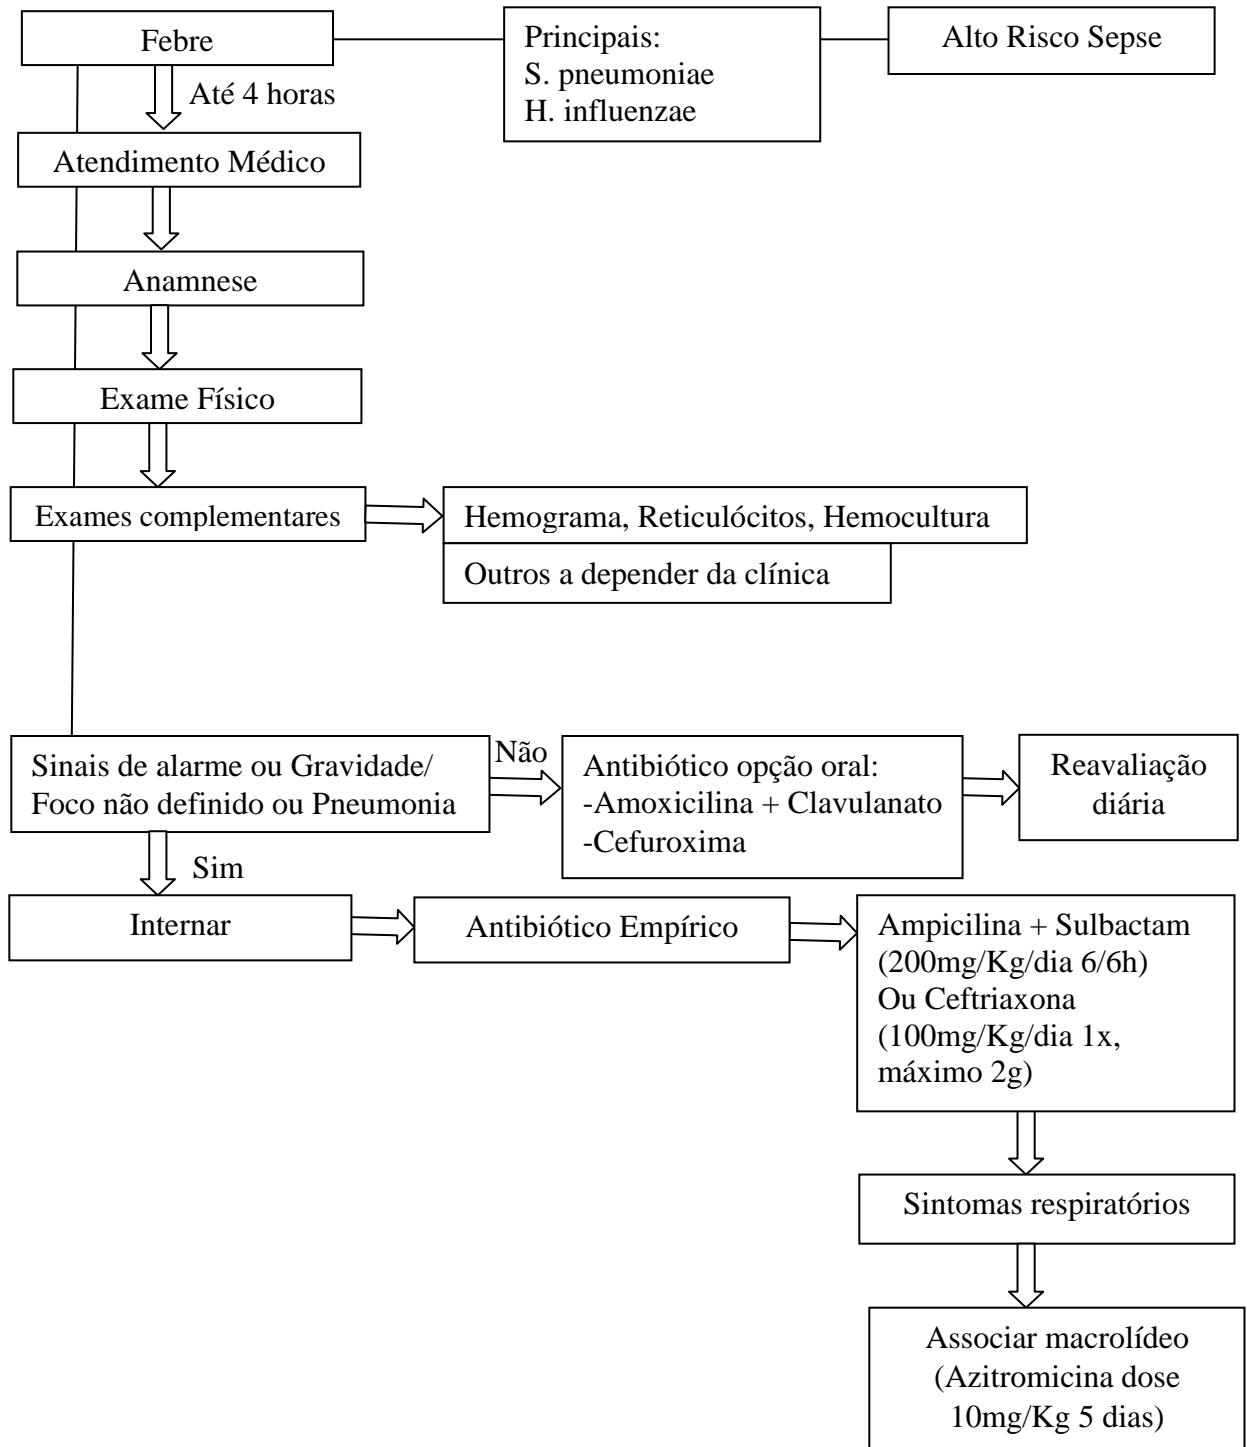 Febre
Principais:
S. pneumoniae
H. influenzae
Alto Risco Sepse
Até 4 horas
Atendimento Médico
Anamnese
Exame Físico
Exames complementares
Hemograma, Reticulócitos, Hemocultura
Outros a depender da clínica
Sinais de alarme ou Gravidade/
Foco não definido ou Pneumonia
Não
Antibiótico opção oral:
-Amoxicilina + Clavulanato
-Cefuroxima
Reavaliação
diária
Sim
Internar
Antibiótico Empírico
Ampicilina + Sulbactam
(200mg/Kg/dia 6/6h)
Ou Ceftriaxona
(100mg/Kg/dia 1x,
máximo 2g)
Sintomas respiratórios
Associar macrolídeo
(Azitromicina dose
10mg/Kg 5 dias)